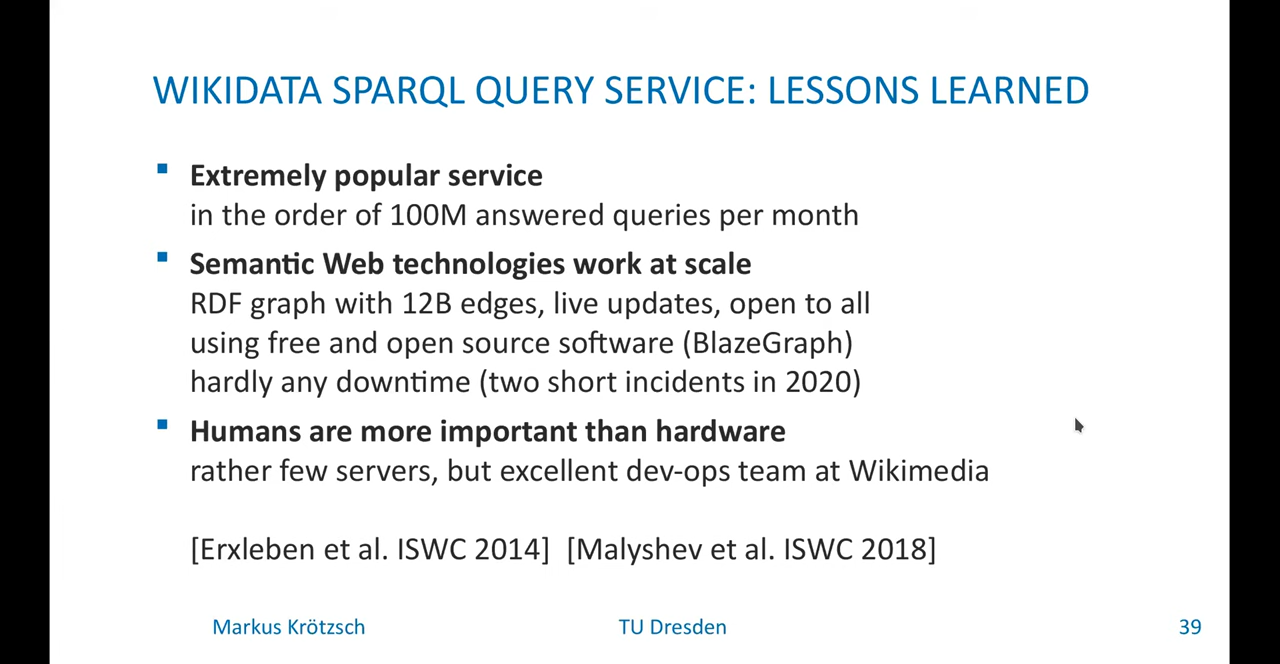 WIKIDATA SPARQL QUERY SERVICE: LESSONS LEARNED
Extremely popular service
in the order of 100M answered queries per month
Semantic Web technologies work at scale
RDF graph with 12B edges, live updates, open to all
using free and open source software (BlazeGraph)
hardly any downtime (two short incidents in 2020)
Humans are more important than hardware
rather few servers, but excellent dev-ops team at Wikimedia
[Erxleben et al. ISWC 2014] [Malyshev et al. ISWC 2018]
Markus Krötzsch TU Dresden 39